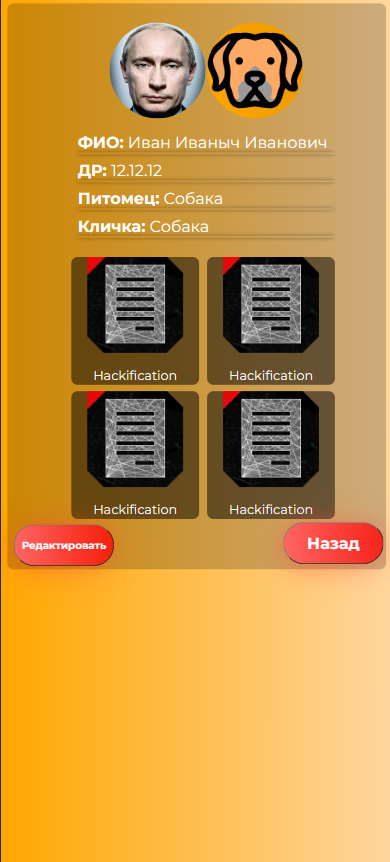 ФИО: Иван Иваныч Иванович
ДР: 12.12.12
Питомец: Собака
Кличка: Собака
Hackification Hackification
Hackification Hackification
Редактировать Назад